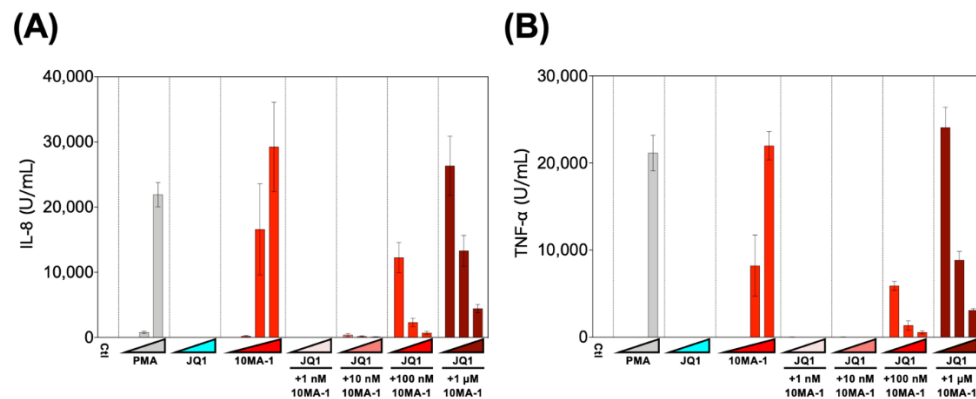 (A)
(B)
40,000
30,000
20,000
10,000
0
IL-8 (U/mL)
Ctl
PMA
JQ1
10MA-1
JQ1
+1 nM
10MA-1
JQ1
+10 nM
10MA-1
JQ1
+100 nM
10MA-1
JQ1
+1 µM
10MA-1
30,000
20,000
10,000
0
TNF-α (U/mL)
Ctl
PMA
JQ1
10MA-1
JQ1
+1 nM
10MA-1
JQ1
+10 nM
10MA-1
JQ1
+100 nM
10MA-1
JQ1
+1 µM
10MA-1